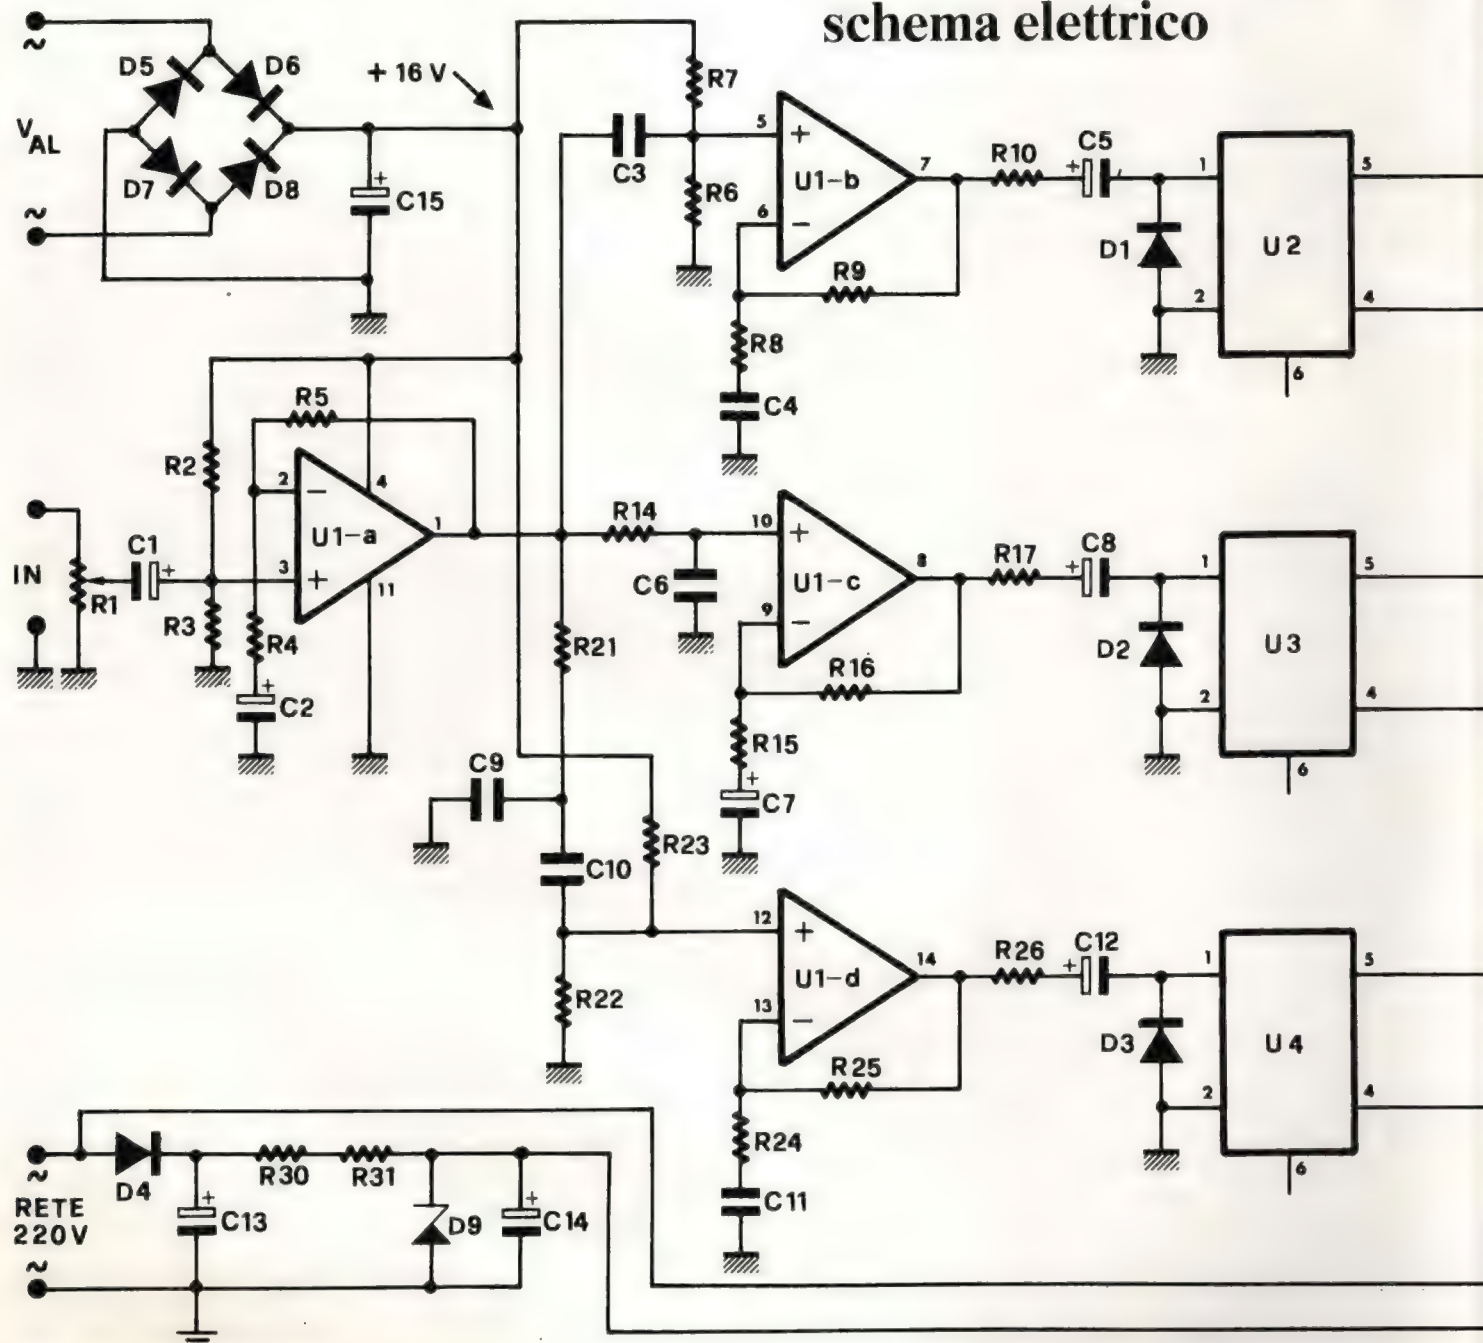 schema elettrico
~
D5
D6
+ 16 V
VAL
D7
D8
~
+
C15
R7
C3
R6
5
+
U1-b
6
−
7
R10
+
C5
R9
R8
C4
D1
1
2
U2
5
4
6
R5
R2
2
−
4
U1-a
1
3
+
11
IN
R1
C1
+
R3
R4
+
C2
R14
C6
R21
10
+
U1-c
9
−
8
R17
+
C8
R16
R15
+
C7
D2
1
2
U3
5
4
6
C9
C10
R23
R22
12
+
U1-d
13
−
14
R26
+
C12
R25
R24
C11
D3
1
2
U4
5
4
6
~
D4
R30
R31
RETE
220V
~
+
C13
D9
+
C14